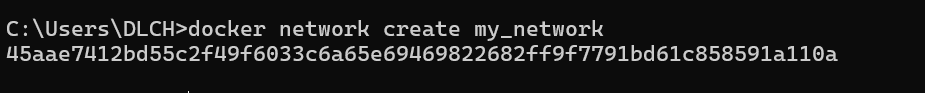 C:\Users\DLCH>docker network create my_network
45aae7412bd55c2f49f6033c6a65e69469822682ff9f7791bd61c858591a110a